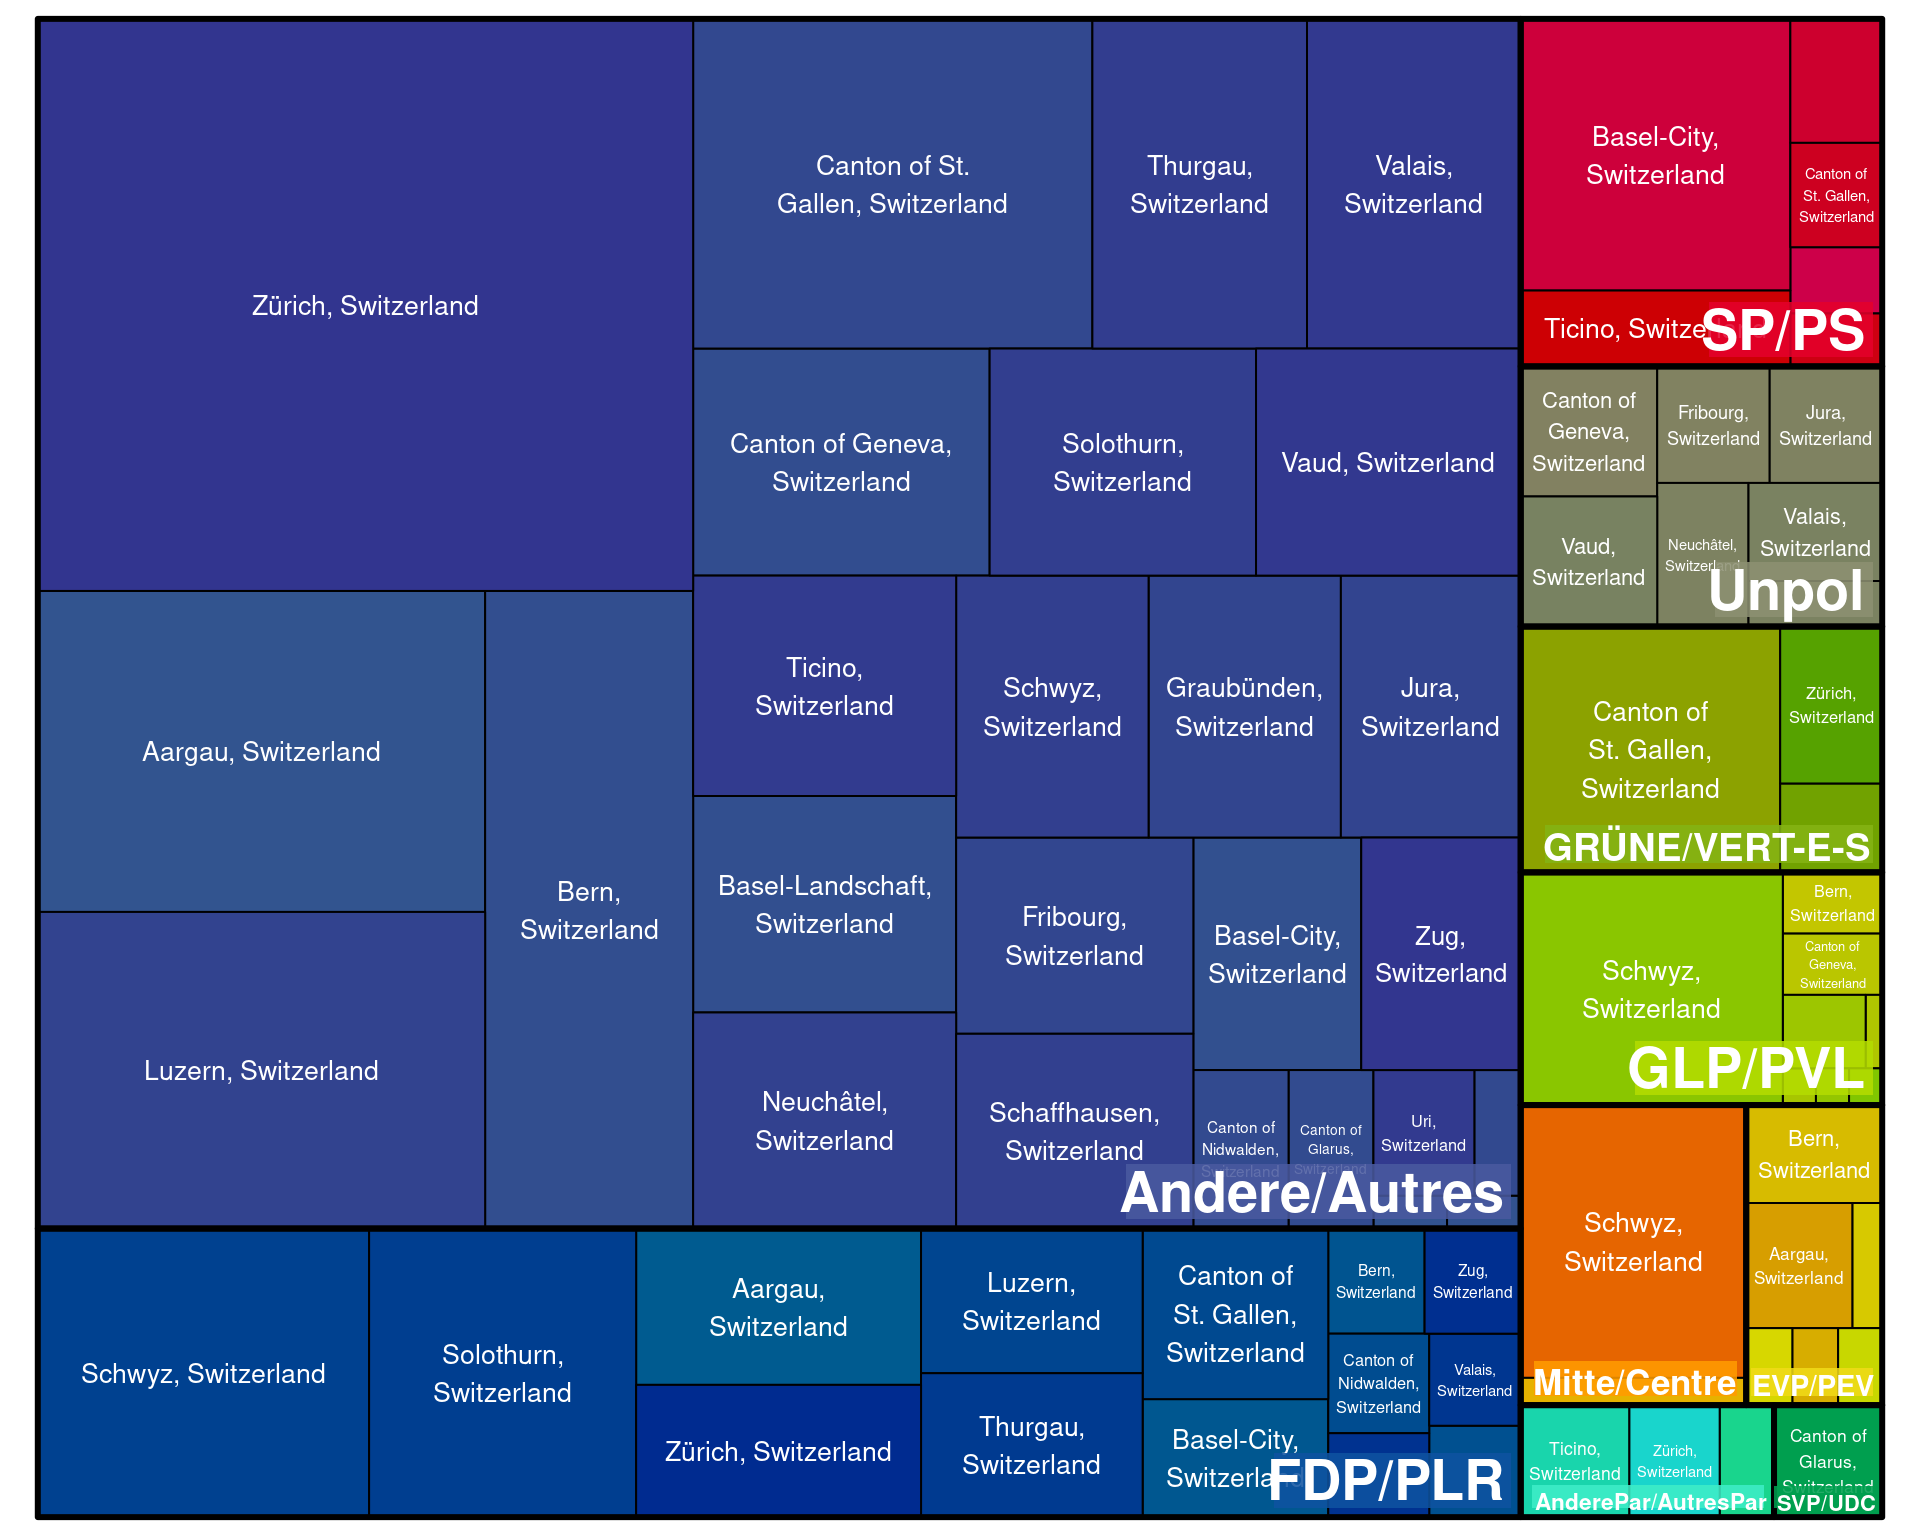 Zürich, Switzerland
Aargau, Switzerland
Luzern, Switzerland
Bern,
Switzerland
Canton of St.
Gallen, Switzerland
Thurgau,
Switzerland
Valais,
Switzerland
Canton of Geneva,
Switzerland
Solothurn,
Switzerland
Vaud, Switzerland
Ticino,
Switzerland
Schwyz,
Switzerland
Graubünden,
Switzerland
Jura,
Switzerland
Basel-Landschaft,
Switzerland
Neuchâtel,
Switzerland
Fribourg,
Switzerland
Schaffhausen,
Switzerland
Basel-City,
Switzerland
Zug,
Switzerland
Canton of
Nidwalden,
Switzerland
Canton of
Glarus,
Switzerland
Uri,
Switzerland
Andere/Autres
Schwyz, Switzerland
Solothurn,
Switzerland
Aargau,
Switzerland
Zürich, Switzerland
Luzern,
Switzerland
Thurgau,
Switzerland
Canton of
St. Gallen,
Switzerland
Basel-City,
Switzerland
Bern,
Switzerland
Zug,
Switzerland
Canton of
Nidwalden,
Switzerland
Valais,
Switzerland
FDP/PLR
Basel-City,
Switzerland
Canton of
St. Gallen,
Switzerland
Ticino, Switzerland
SP/PS
Canton of
Geneva,
Switzerland
Fribourg,
Switzerland
Jura,
Switzerland
Vaud,
Switzerland
Neuchâtel,
Switzerland
Valais,
Switzerland
Unpol
Canton of
St. Gallen,
Switzerland
Zürich,
Switzerland
GRÜNE/VERT-E-S
Schwyz,
Switzerland
Bern,
Switzerland
Canton of
Geneva,
Switzerland
GLP/PVL
Schwyz,
Switzerland
Mitte/Centre
Bern,
Switzerland
Aargau,
Switzerland
EVP/PEV
Ticino,
Switzerland
Zürich,
Switzerland
AnderePar/AutresPar
Canton of
Glarus,
Switzerland
SVP/UDC